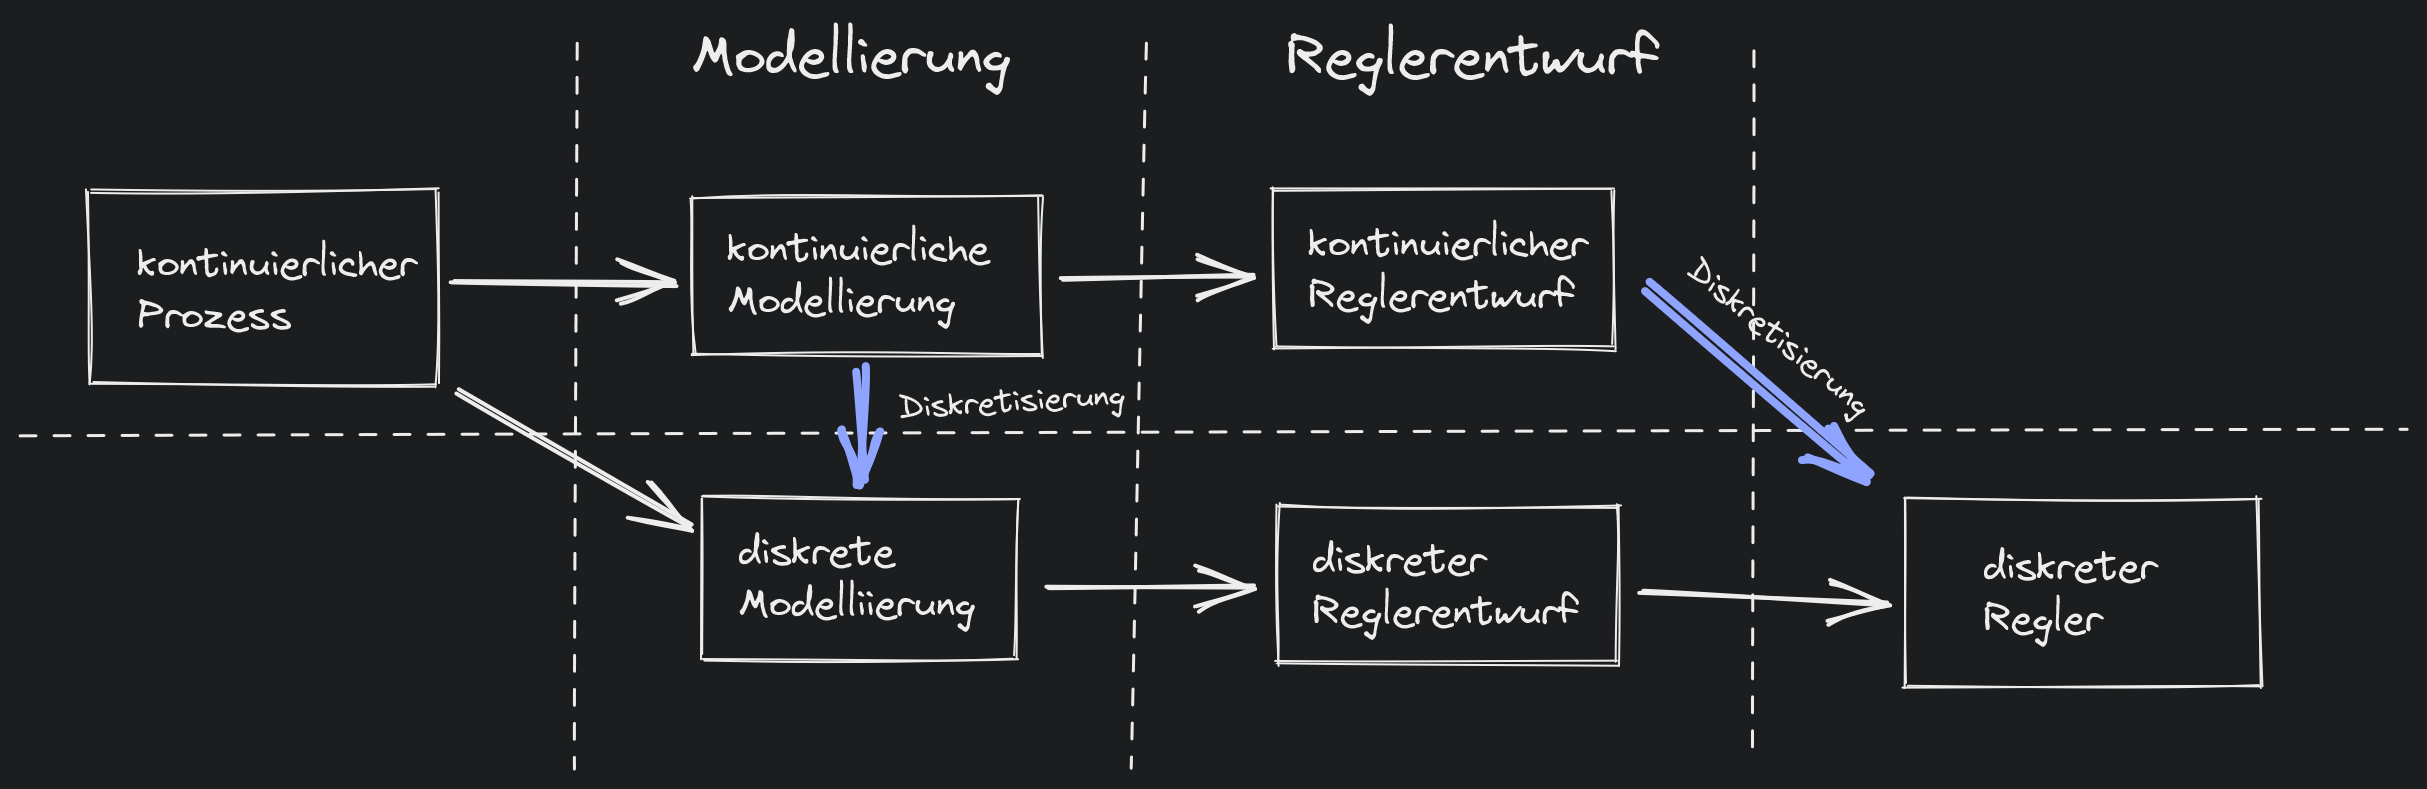 Modellierung
Reglerentwurf
kontinuierlicher
Prozess
kontinuierliche
Modellierung
kontinuierlicher
Reglerentwurf
Diskretisierung
Diskretisierung
diskrete
Modelliierung
diskreter
Reglerentwurf
diskreter
Regler